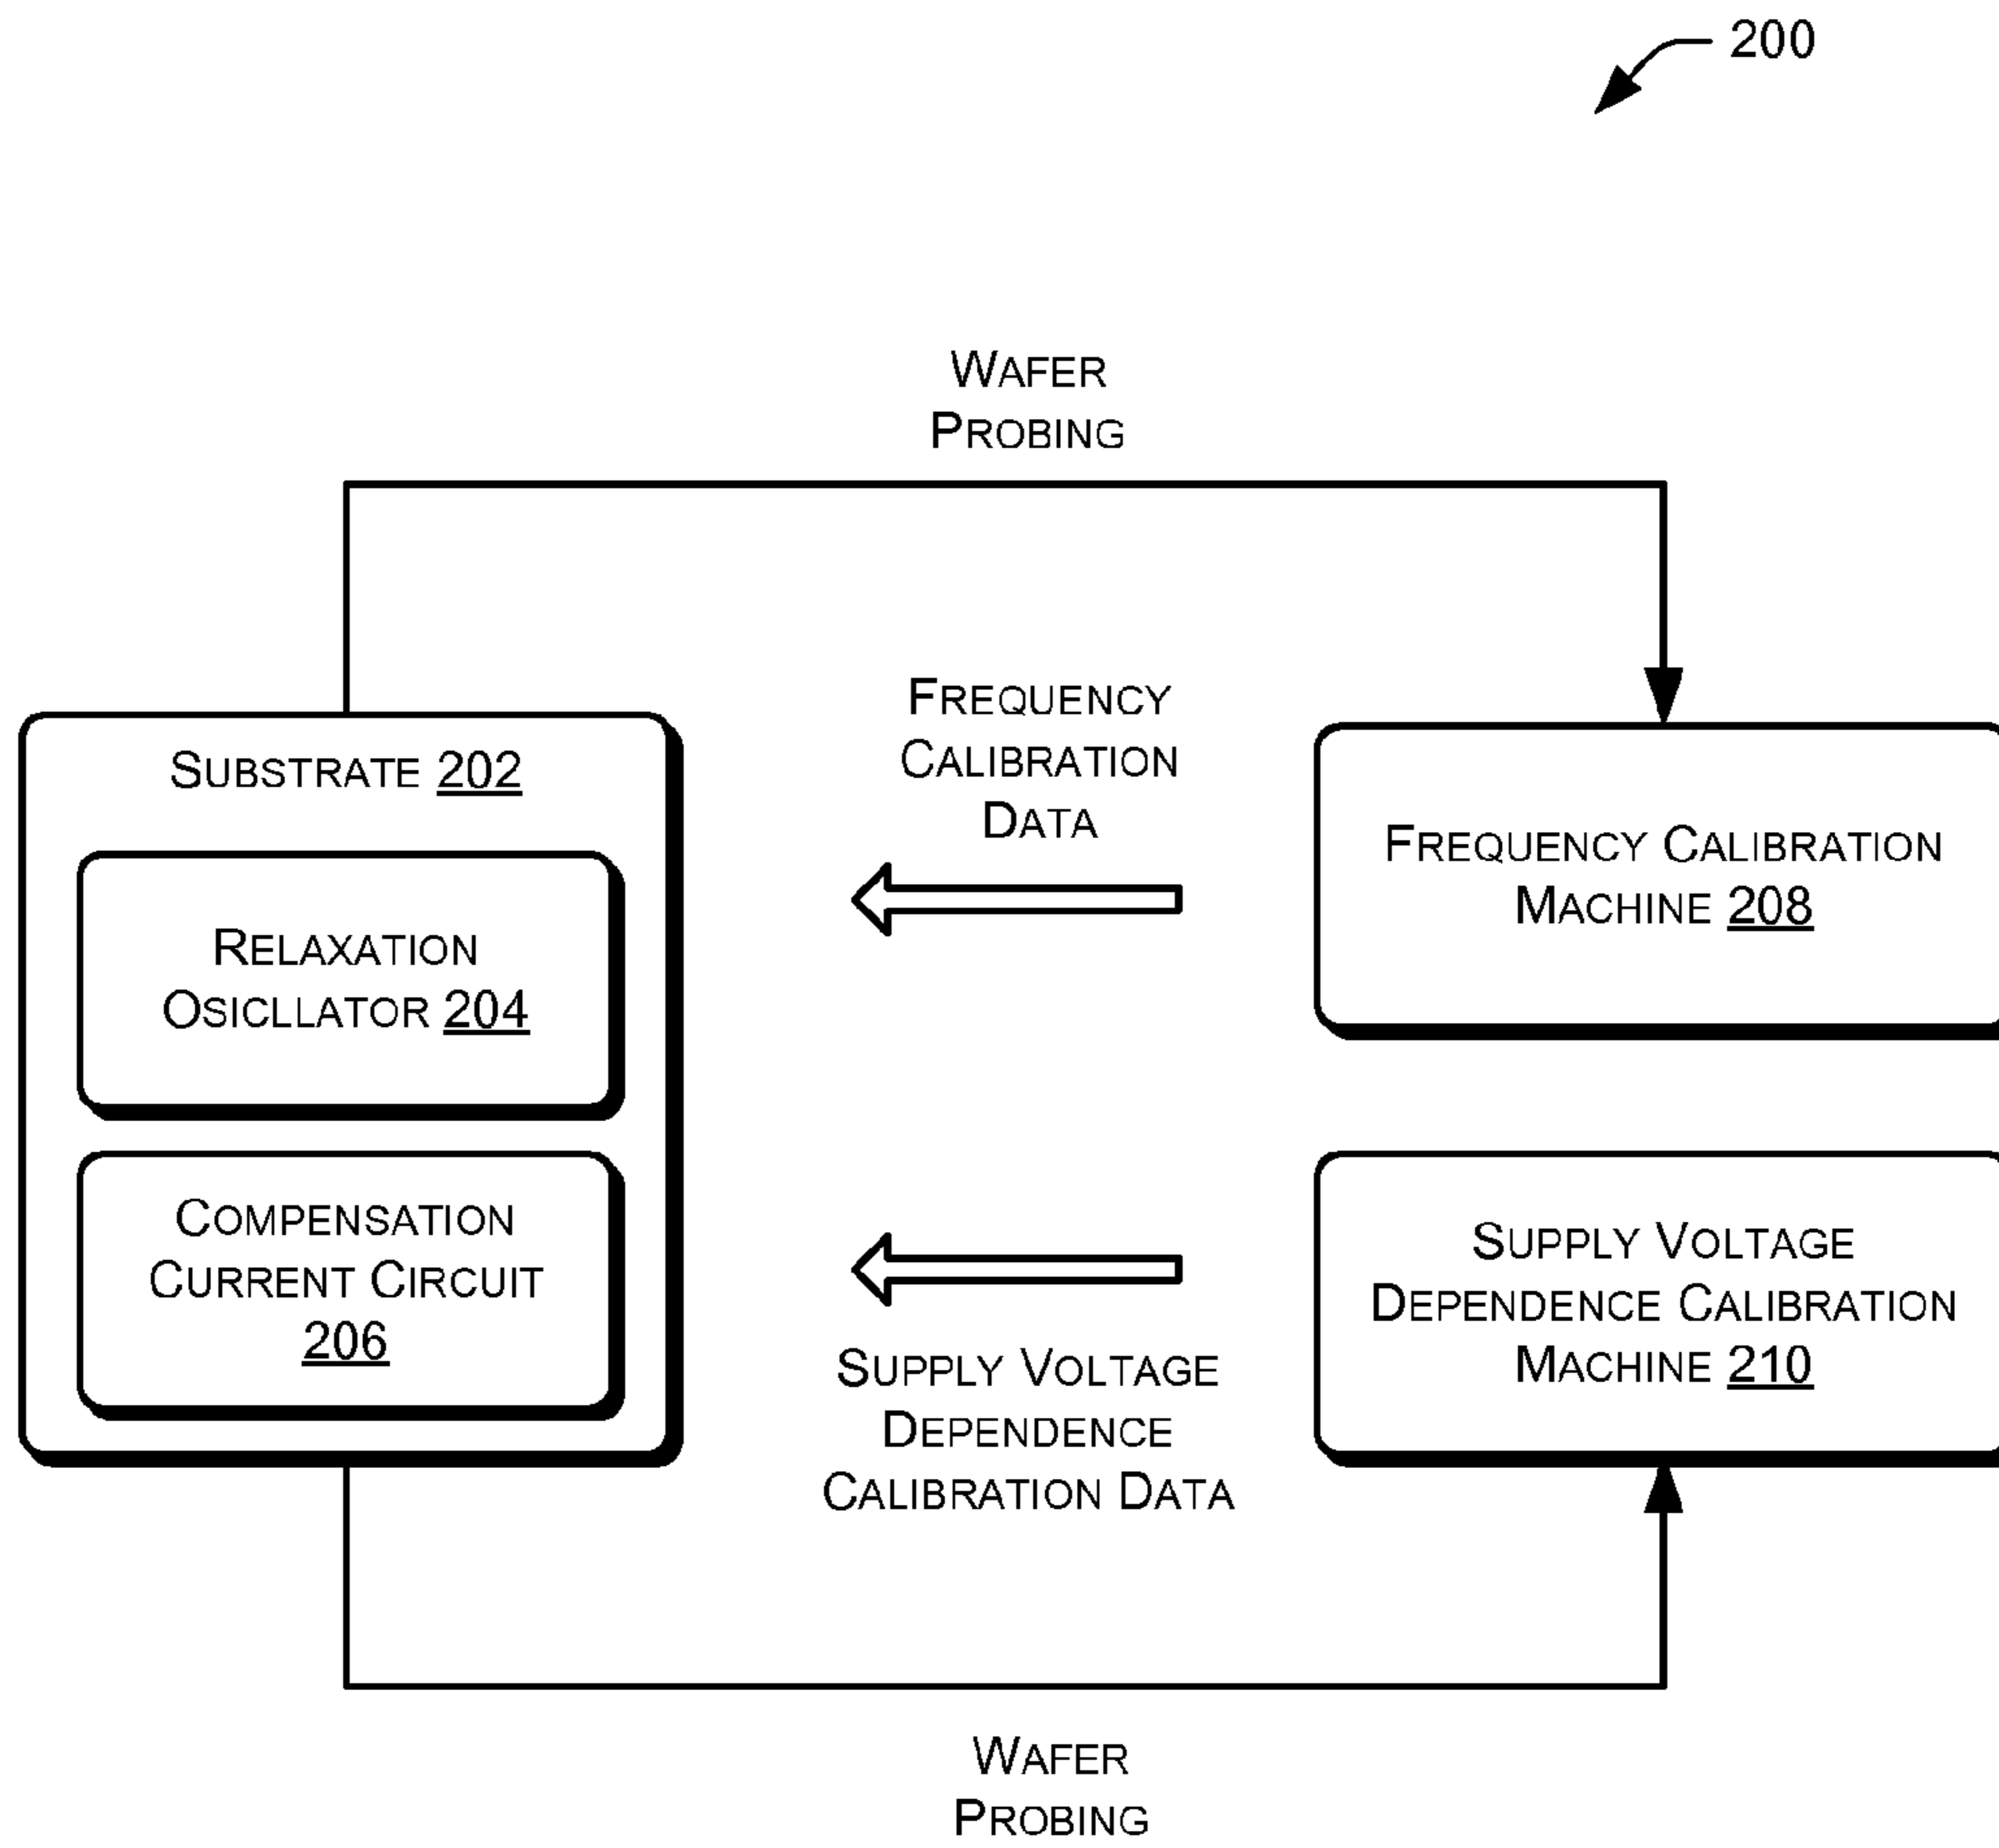 200
WAFER
PROBING
FREQUENCY
CALIBRATION
DATA
SUBSTRATE 202
RELAXATION
OSICLLATOR 204
COMPENSATION
CURRENT CIRCUIT
206
FREQUENCY CALIBRATION
MACHINE 208
SUPPLY VOLTAGE
DEPENDENCE CALIBRATION
MACHINE 210
SUPPLY VOLTAGE
DEPENDENCE
CALIBRATION DATA
WAFER
PROBING